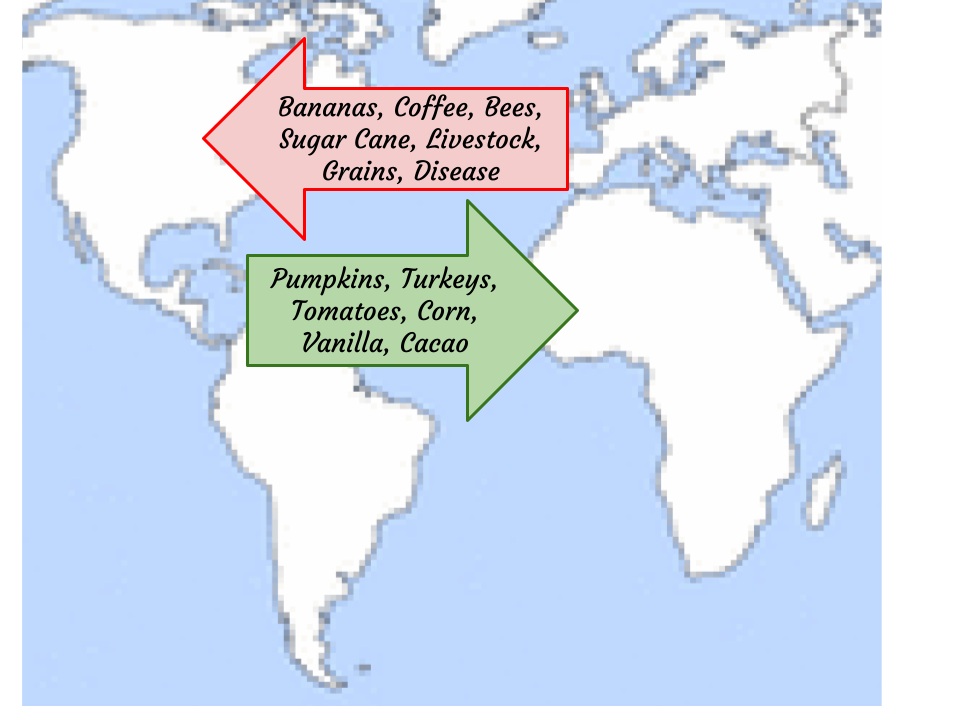 Bananas, Coffee, Bees,
Sugar Cane, Livestock,
Grains, Disease
Pumpkins, Turkeys,
Tomatoes, Corn,
Vanilla, Cacao